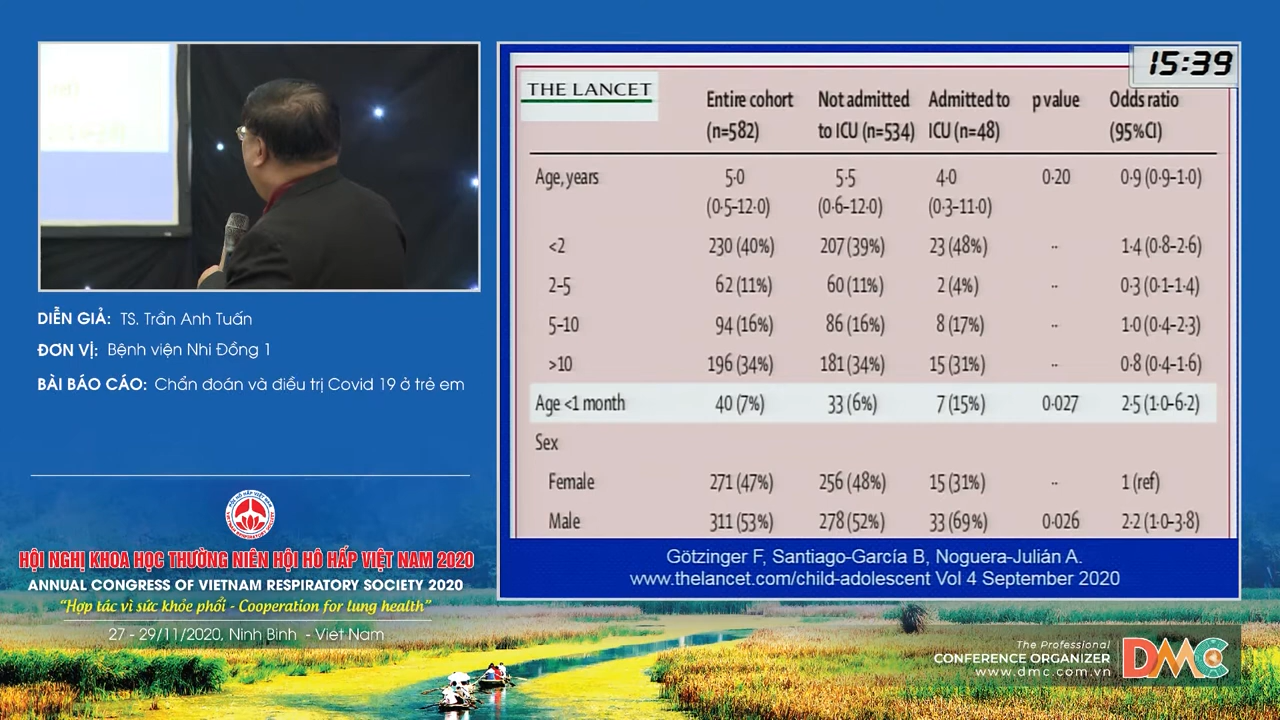 DIỄN GIẢ: TS. Trần Anh Tuấn
ĐƠN VỊ: Bệnh viện Nhi Đồng 1
BÀI BÁO CÁO: Chẩn đoán và điều trị Covid 19 ở trẻ em
HỘI NGHỊ KHOA HỌC THƯỜNG NIÊN HỘI HÔ HẤP VIỆT NAM 2020
ANNUAL CONGRESS OF VIETNAM RESPIRATORY SOCIETY 2020
“Hợp tác vì sức khỏe phổi - Cooperation for lung health”
27 - 29/11/2020, Ninh Bình - Việt Nam
15:39
THE LANCET
Entire cohort Not admitted Admitted to p value Odds ratio
(n=582) to ICU (n=534) ICU (n=48) (95%CI)
Age, years 5·0 5·5 4·0 0·20 0·9 (0·9–1·0)
(0·5–12·0) (0·6–12·0) (0·3–11·0)
<2 230 (40%) 207 (39%) 23 (48%) ·· 1·4 (0·8–2·6)
2–5 62 (11%) 60 (11%) 2 (4%) ·· 0·3 (0·1–1·4)
5–10 94 (16%) 86 (16%) 8 (17%) ·· 1·0 (0·4–2·3)
>10 196 (34%) 181 (34%) 15 (31%) ·· 0·8 (0·4–1·6)
Age <1 month 40 (7%) 33 (6%) 7 (15%) 0·027 2·5 (1·0–6·2)
Sex
Female 271 (47%) 256 (48%) 15 (31%) ·· 1 (ref)
Male 311 (53%) 278 (52%) 33 (69%) 0·026 2·2 (1·0–3·8)
Götzinger F, Santiago-García B, Noguera-Julián A.
www.thelancet.com/child-adolescent Vol 4 September 2020
The Professional
CONFERENCE ORGANIZER
www.dmc.com.vn
DMC